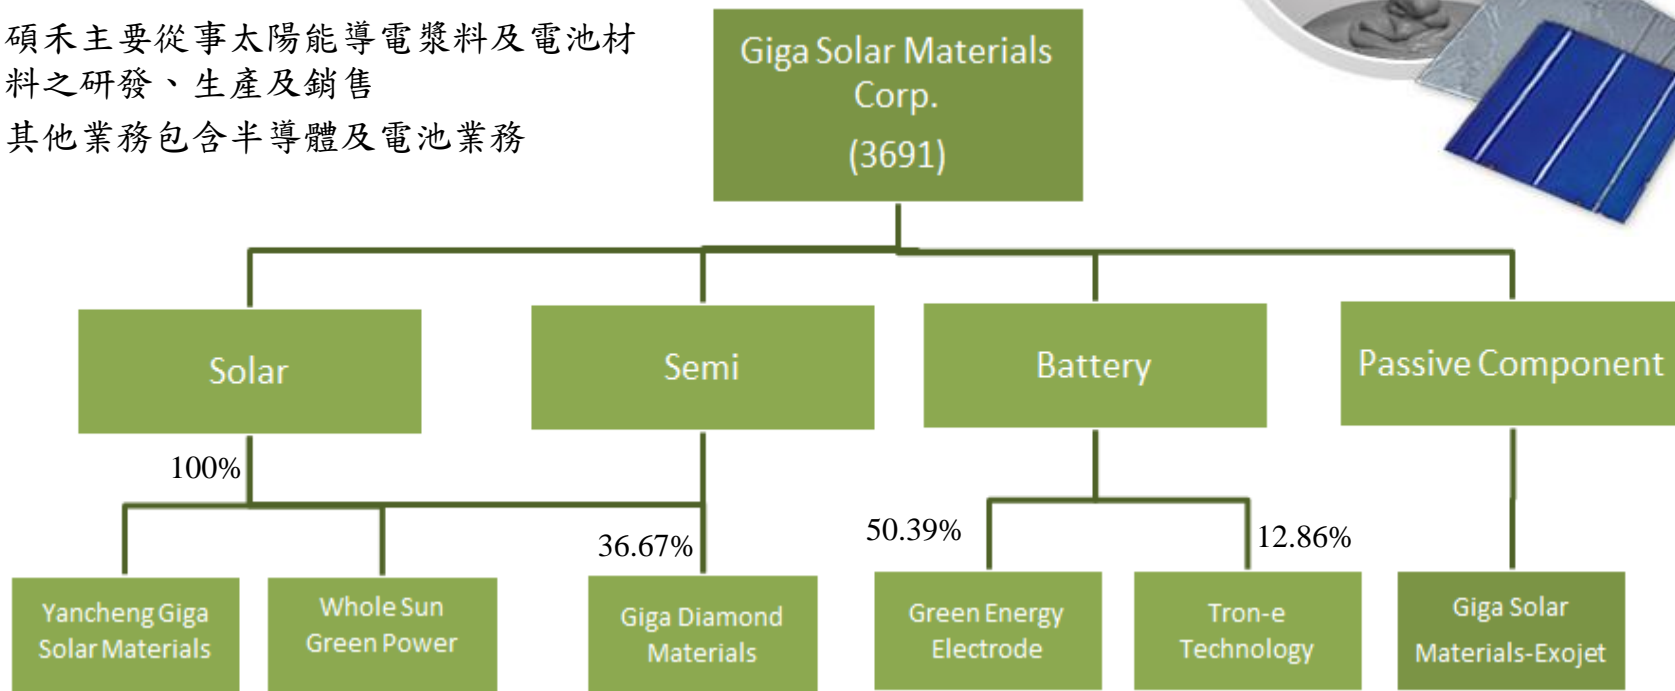 碩禾主要從事太陽能導電漿料及電池材
料之研發、生產及銷售
其他業務包含半導體及電池業務
Giga Solar Materials
Corp.
(3691)
Solar
Semi
Battery
Passive Component
100%
36.67%
50.39%
12.86%
Yancheng Giga
Solar Materials
Whole Sun
Green Power
Giga Diamond
Materials
Green Energy
Electrode
Tron-e
Technology
Giga Solar
Materials-Exojet